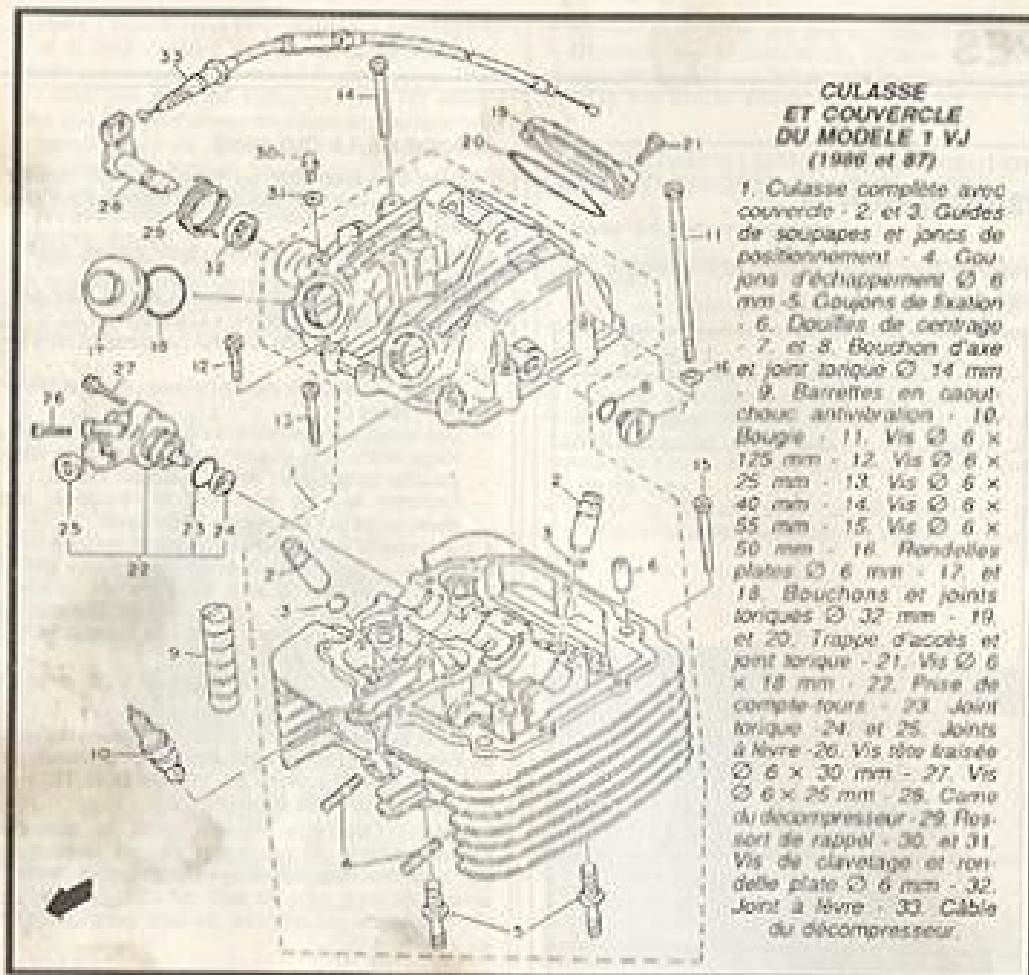 CULASSE
ET COUVERCLE
DU MODELE 1 VJ
(1986 et 87)
1. Culasse complète avec
couvercle - 2. et 3. Guides
de soupapes et joncs de
positionnement - 4. Gou-
jons d'échappement Ø 6
mm -5. Goujons de fixation
- 6. Douilles de centrage
- 7. et 8. Bouchon d'axe
et joint torique Ø 14 mm
- 9. Barrettes en caout-
chouc antivibration - 10.
Bougie - 11. Vis Ø 6 ×
125 mm - 12. Vis Ø 6 ×
25 mm - 13. Vis Ø 6 ×
40 mm - 14. Vis Ø 6 ×
55 mm - 15. Vis Ø 6 ×
50 mm - 16. Rondelles
plates Ø 6 mm - 17. et
18. Bouchons et joints
toriques Ø 32 mm - 19.
et 20. Trappe d'accès et
joint torique - 21. Vis Ø 6
× 18 mm - 22. Prise de
compte-tours - 23. Joint
torique -24. et 25. Joints
à lèvre -26. Vis tête fraisée
Ø 6 × 30 mm - 27. Vis
Ø 6 × 25 mm - 28. Came
du décompresseur - 29. Res-
sort de rappel - 30. et 31.
Vis de clavetage et ron-
delle plate Ø 6 mm - 32.
Joint à lèvre - 33. Câble
du décompresseur.
33
14
19
20
21
30
28
31
29
32
11
17
18
12
16
27
8
7
26
13
1
15
2
25
23
24
3
22
2
6
3
9
10
4
5